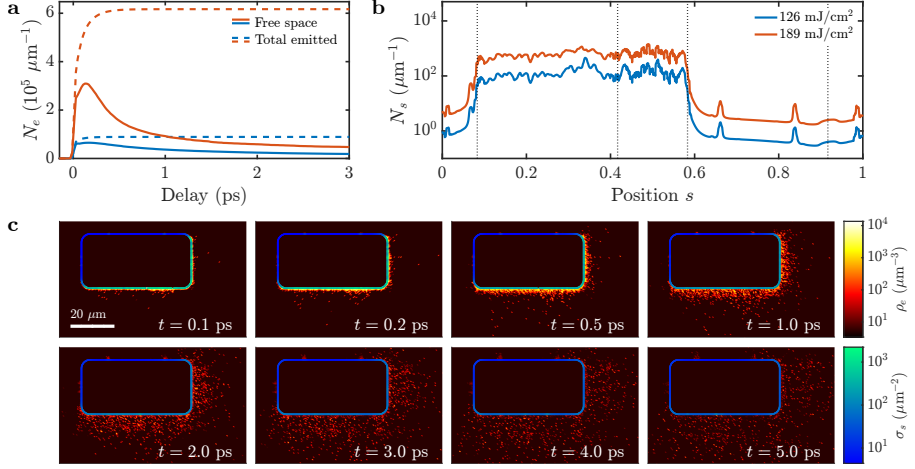 a
N_e (10^5 μm^−1)
6
4
2
0
0
1
2
3
Delay (ps)
Free space
Total emitted
b
N_s (μm^−1)
10^4
10^2
10^0
0
0.2
0.4
0.6
0.8
1
Position s
126 mJ/cm^2
189 mJ/cm^2
c
20 μm
t = 0.1 ps
t = 0.2 ps
t = 0.5 ps
t = 1.0 ps
t = 2.0 ps
t = 3.0 ps
t = 4.0 ps
t = 5.0 ps
10^4
10^3
10^2
10^1
ρ_e (μm^−3)
10^3
10^2
10^1
σ_s (μm^−2)